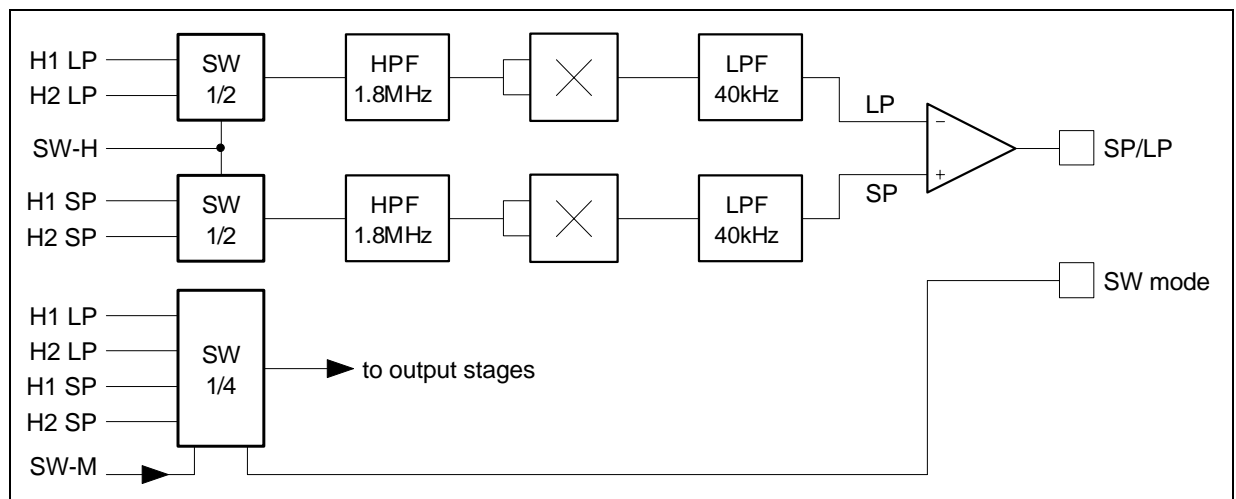 H1 LP
H2 LP
SW-H
H1 SP
H2 SP
SW
1/2
HPF
1.8MHz
LPF
40kHz
LP
−
+
SP/LP
SW
1/2
HPF
1.8MHz
LPF
40kHz
SP
SW mode
H1 LP
H2 LP
H1 SP
H2 SP
SW-M
SW
1/4
to output stages